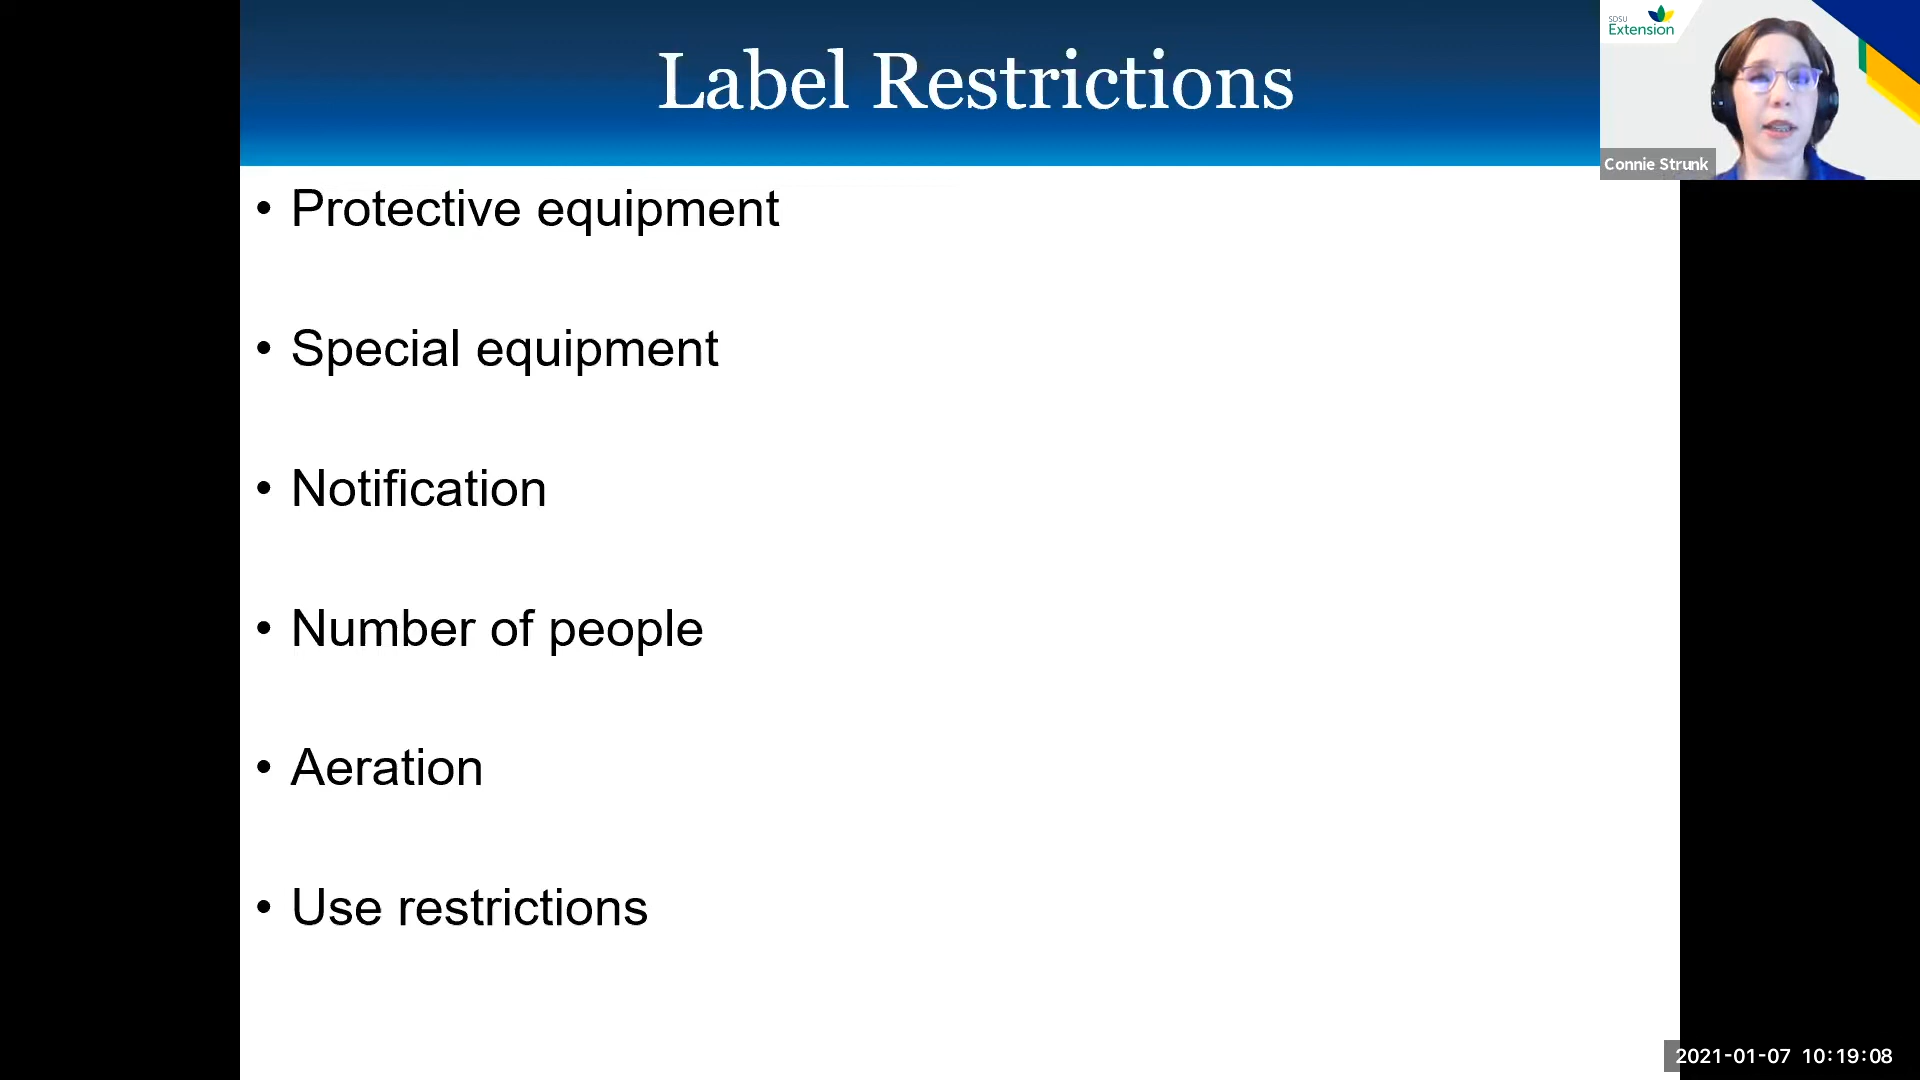 Label Restrictions
SDSU
Extension
Connie Strunk
• Protective equipment
• Special equipment
• Notification
• Number of people
• Aeration
• Use restrictions
2021-01-07 10:19:08